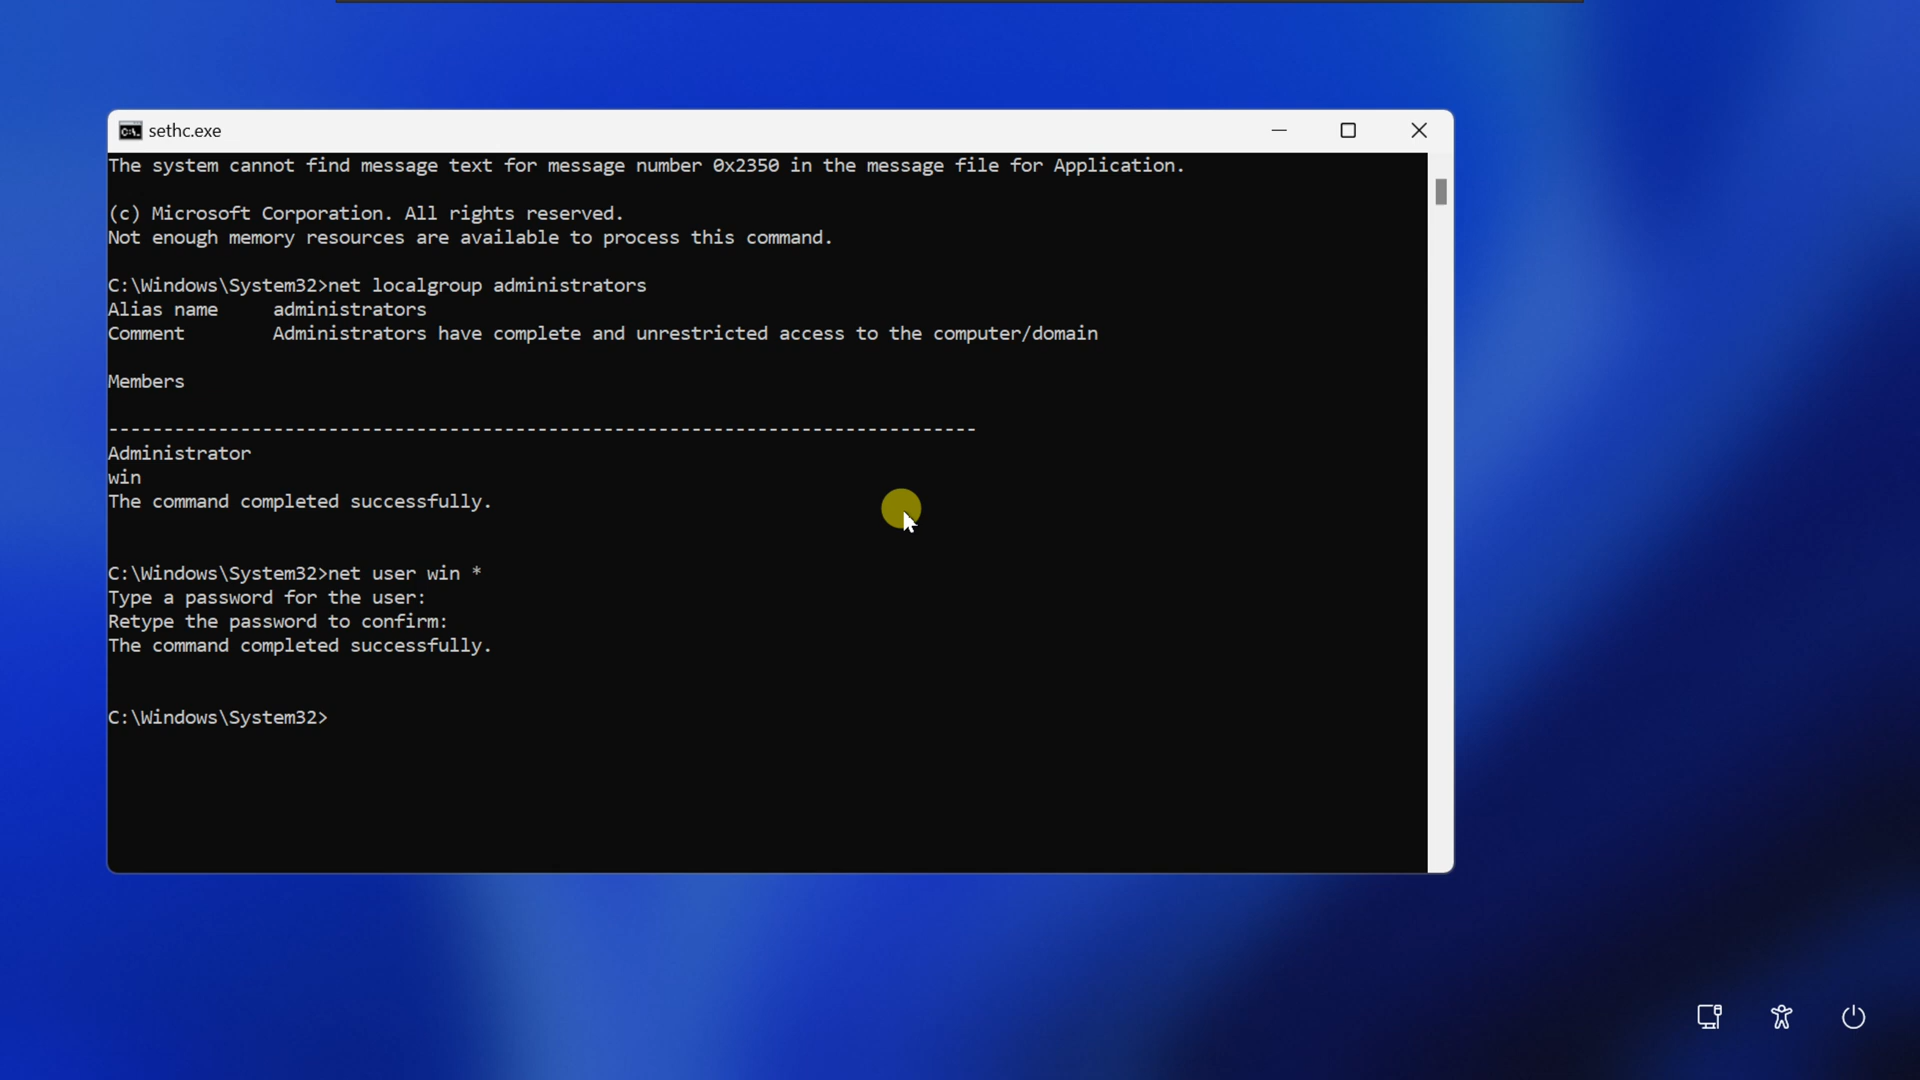 sethc.exe
The system cannot find message text for message number 0x2350 in the message file for Application.
(c) Microsoft Corporation. All rights reserved.
Not enough memory resources are available to process this command.
C:\Windows\System32>net localgroup administrators
Alias name     administrators
Comment        Administrators have complete and unrestricted access to the computer/domain
Members
-------------------------------------------------------------------------------
Administrator
win
The command completed successfully.
C:\Windows\System32>net user win *
Type a password for the user:
Retype the password to confirm:
The command completed successfully.
C:\Windows\System32>